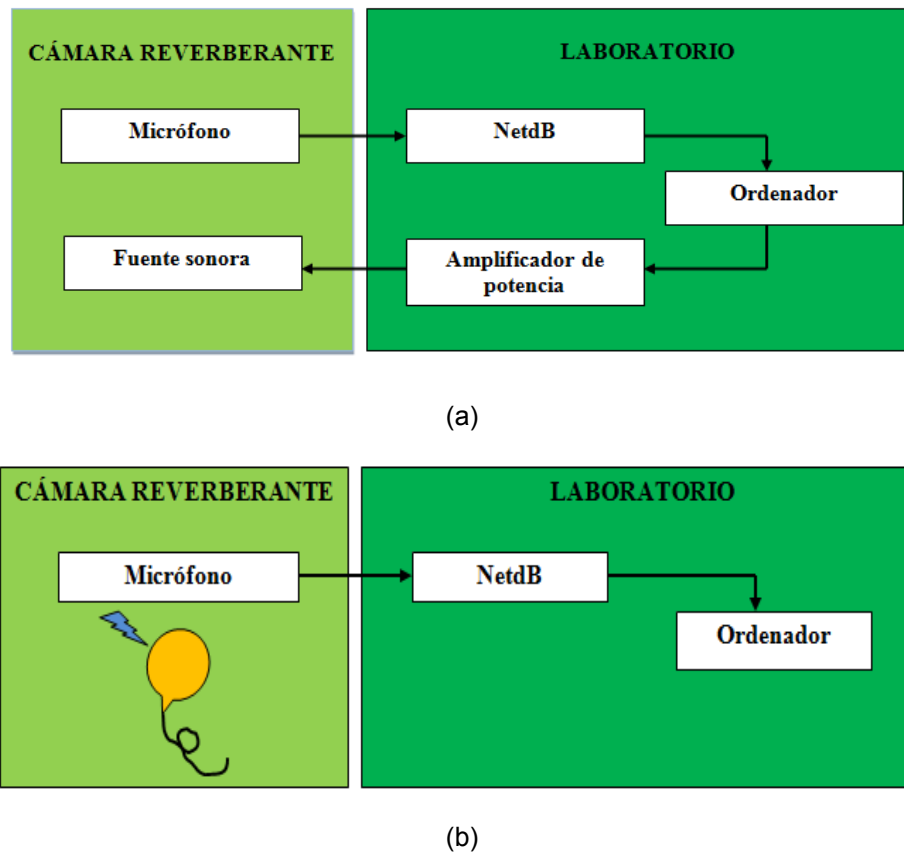 CÁMARA REVERBERANTE
LABORATORIO
Micrófono
NetdB
Ordenador
Fuente sonora
Amplificador de
potencia
(a)
CÁMARA REVERBERANTE
LABORATORIO
Micrófono
NetdB
Ordenador
(b)